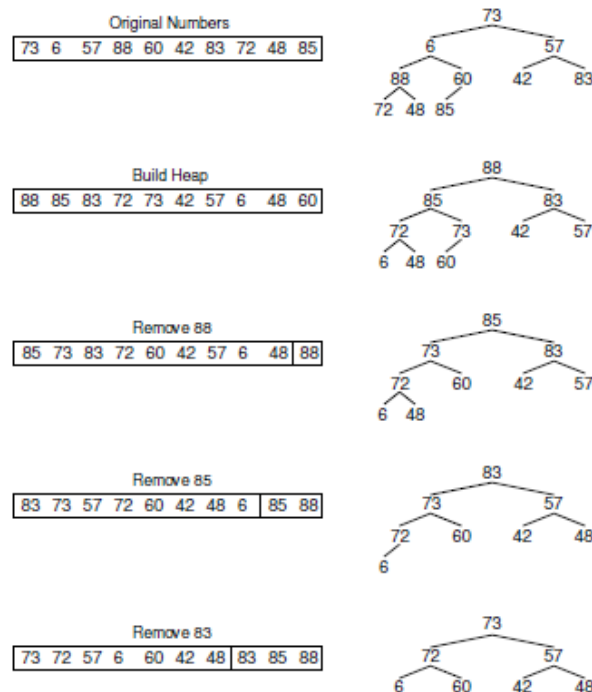 Original Numbers
73 6 57 88 60 42 83 72 48 85
73
6 57
88 60 42 83
72 48 85
Build Heap
88 85 83 72 73 42 57 6 48 60
88
85 83
72 73 42 57
6 48 60
Remove 88
85 73 83 72 60 42 57 6 48 88
85
73 83
72 60 42 57
6 48
Remove 85
83 73 57 72 60 42 48 6 85 88
83
73 57
72 60 42 48
6
Remove 83
73 72 57 6 60 42 48 83 85 88
73
72 57
6 60 42 48